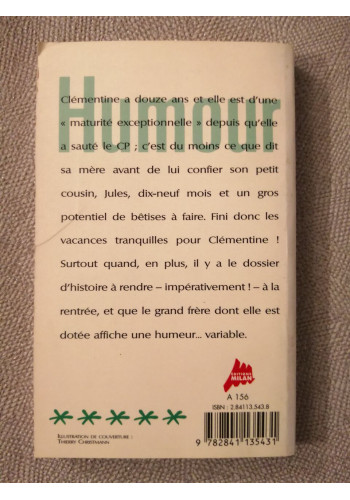 Humour
Clémentine a douze ans et elle est d'une
« maturité exceptionnelle » depuis qu'elle
a sauté le CP ; c'est du moins ce que dit
sa mère avant de lui confier son petit
cousin, Jules, dix-neuf mois et un gros
potentiel de bêtises à faire. Fini donc les
vacances tranquilles pour Clémentine !
Surtout quand, en plus, il y a le dossier
d'histoire à rendre – impérativement ! – à la
rentrée, et que le grand frère dont elle est
dotée affiche une humeur... variable.
EDITIONS
MILAN
A 156
ISBN : 2.84113.543.8
9 782841 135431
ILLUSTRATION DE COUVERTURE :
THIERRY CHRISTMANN